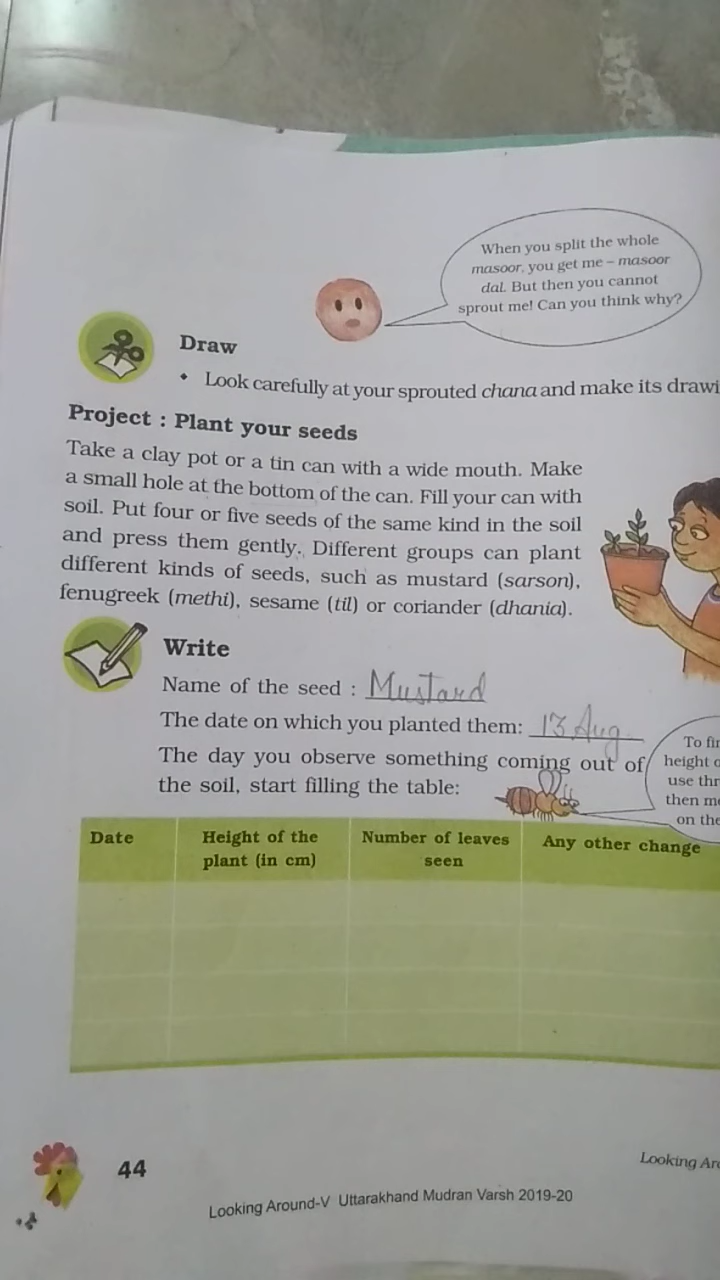 When you split the whole
masoor, you get me – masoor
dal. But then you cannot
sprout me! Can you think why?
Draw
• Look carefully at your sprouted chana and make its drawi
Project : Plant your seeds
Take a clay pot or a tin can with a wide mouth. Make
a small hole at the bottom of the can. Fill your can with
soil. Put four or five seeds of the same kind in the soil
and press them gently. Different groups can plant
different kinds of seeds, such as mustard (sarson),
fenugreek (methi), sesame (til) or coriander (dhania).
Write
Name of the seed : Mustard
The date on which you planted them: 13 Aug
The day you observe something coming out of
the soil, start filling the table:
To fin
height o
use thr
then me
on the
Date
Height of the
plant (in cm)
Number of leaves
seen
Any other change
44
Looking Aro
Looking Around-V Uttarakhand Mudran Varsh 2019-20